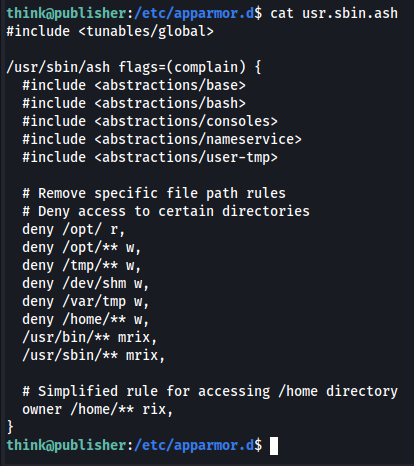 think@publisher:/etc/apparmor.d$ cat usr.sbin.ash
#include <tunables/global>

/usr/sbin/ash flags=(complain) {
  #include <abstractions/base>
  #include <abstractions/bash>
  #include <abstractions/consoles>
  #include <abstractions/nameservice>
  #include <abstractions/user-tmp>

  # Remove specific file path rules
  # Deny access to certain directories
  deny /opt/ r,
  deny /opt/** w,
  deny /tmp/** w,
  deny /dev/shm w,
  deny /var/tmp w,
  deny /home/** w,
  /usr/bin/** mrix,
  /usr/sbin/** mrix,

  # Simplified rule for accessing /home directory
  owner /home/** rix,
}
think@publisher:/etc/apparmor.d$